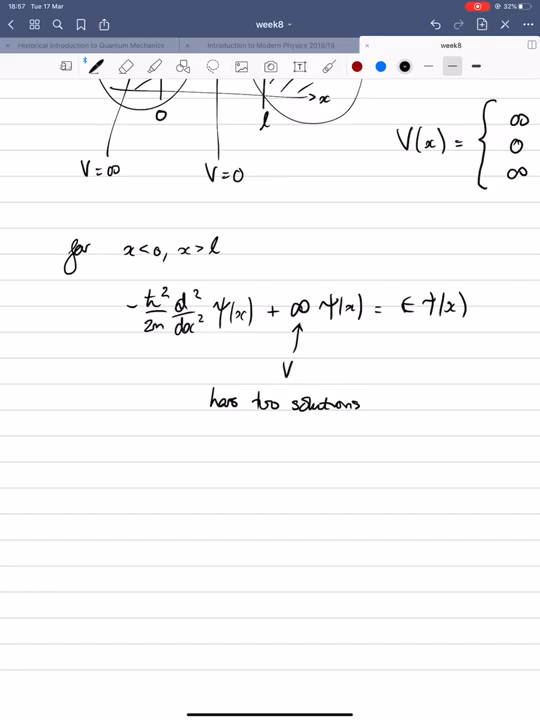 18:57 Tue 17 Mar
32%
week8
Historical Introduction to Quantum Mechanics
Introduction to Modern Physics 2018/19
week8
x
0
l
V=∞
V=0
V(x) = { ∞
0
∞
for x<0, x>l
-ħ²/2m d²/dx² Ψ(x) + ∞ Ψ(x) = E Ψ(x)
V
has two solutions